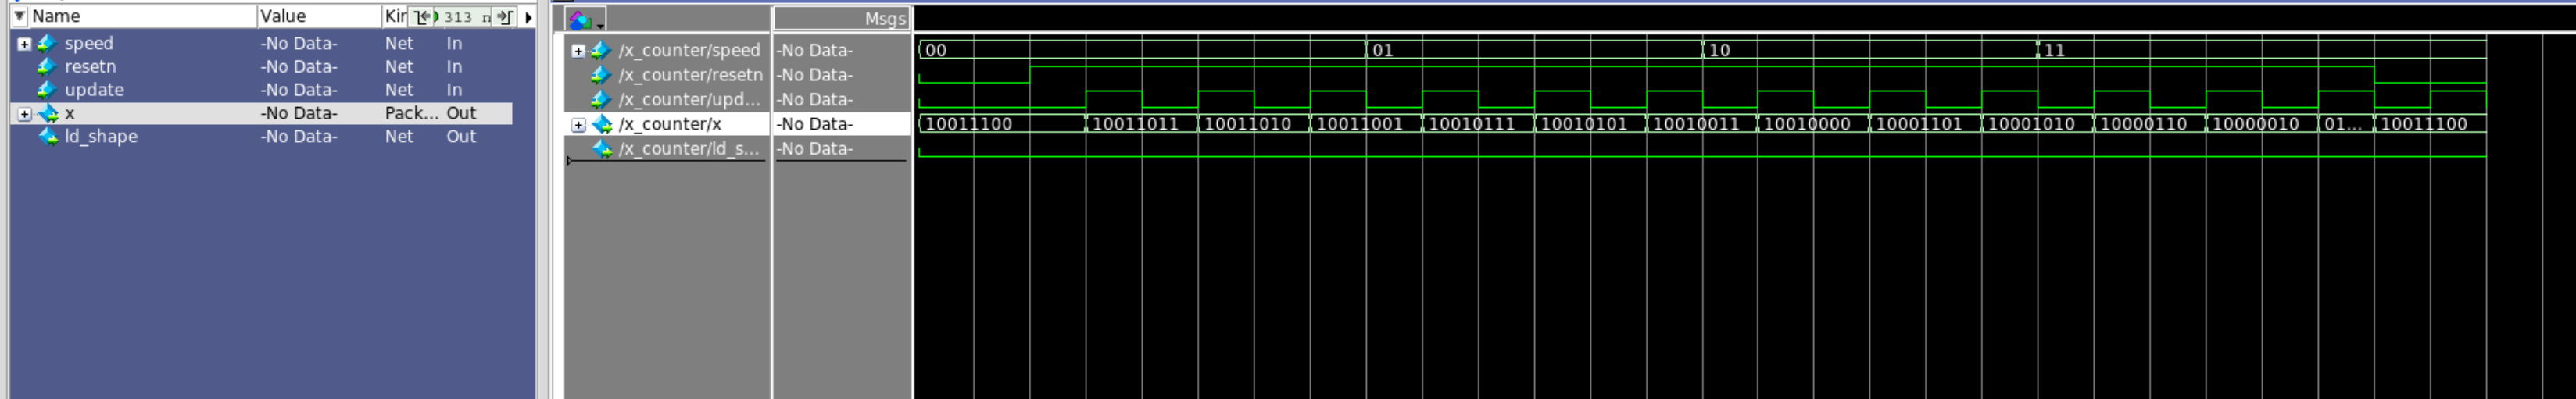 Name Value Kir 313 n
speed -No Data- Net In
resetn -No Data- Net In
update -No Data- Net In
x -No Data- Pack... Out
ld_shape -No Data- Net Out
Msgs
/x_counter/speed -No Data- 00 01 10 11
/x_counter/resetn -No Data-
/x_counter/upd... -No Data-
/x_counter/x -No Data- 10011100 10011011 10011010 10011001 10010111 10010101 10010011 10010000 10001101 10001010 10000110 10000010 01... 10011100
/x_counter/ld_s... -No Data-